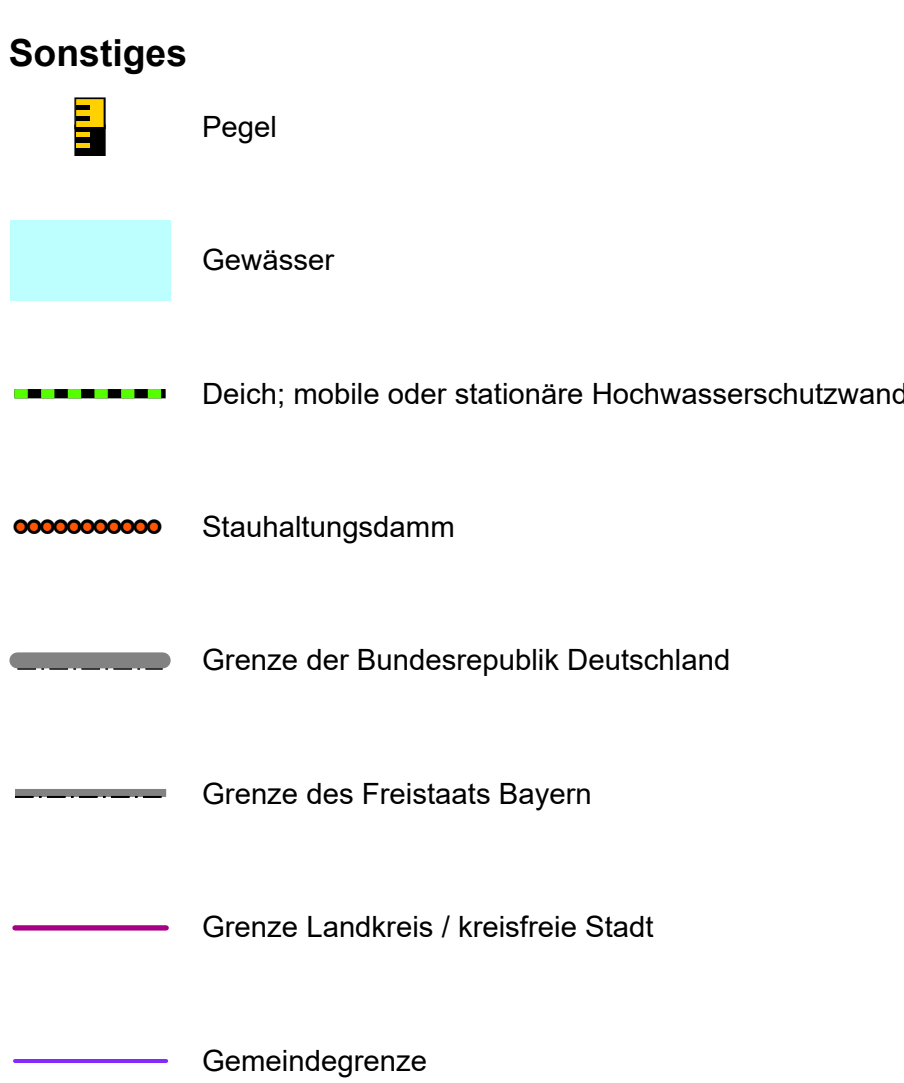 Sonstiges
Pegel
Gewässer
Deich; mobile oder stationäre Hochwasserschutzwand
Stauhaltungsdamm
Grenze der Bundesrepublik Deutschland
Grenze des Freistaats Bayern
Grenze Landkreis / kreisfreie Stadt
Gemeindegrenze